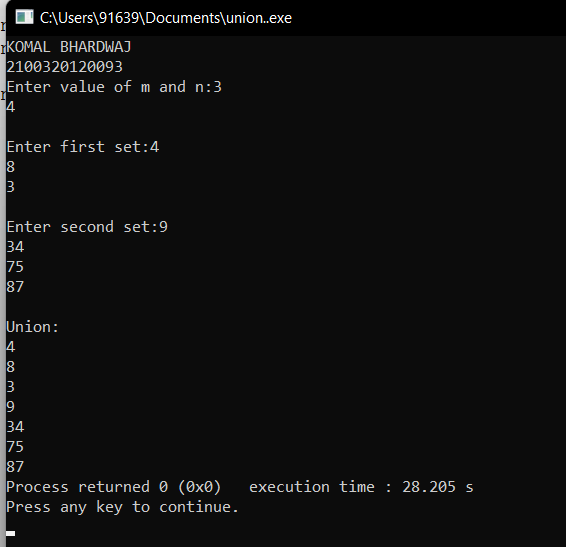 C:\Users\91639\Documents\union..exe
KOMAL BHARDWAJ
2100320120093
Enter value of m and n:3
4
Enter first set:4
8
3
Enter second set:9
34
75
87
Union:
4
8
3
9
34
75
87
Process returned 0 (0x0)   execution time : 28.205 s
Press any key to continue.